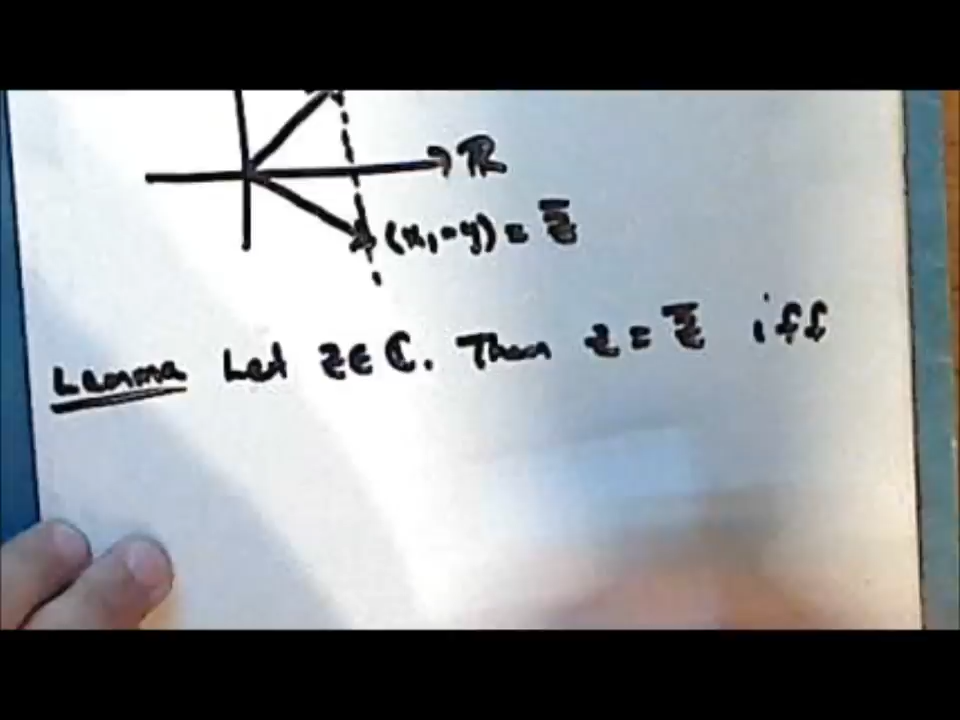 ℝ
(x, -y) = z̅
Lemma Let z ∈ ℂ. Then z = z̅ iff